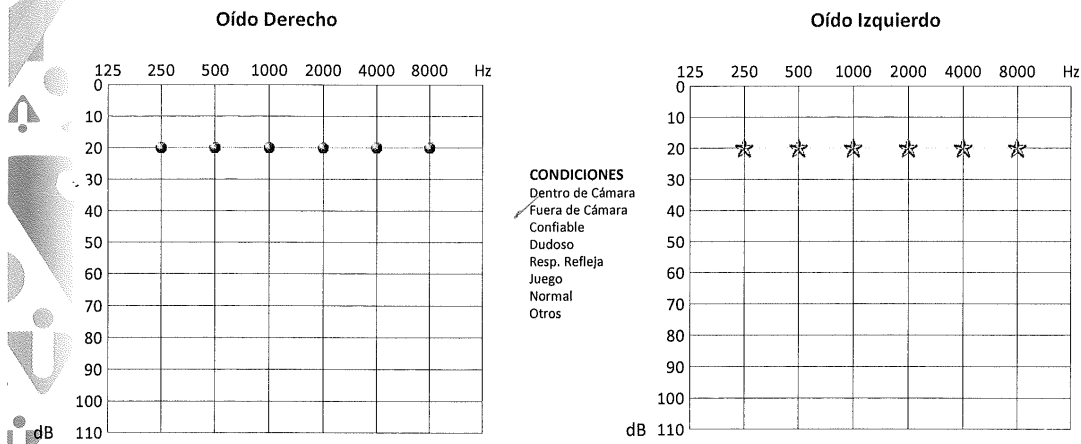 Oído Derecho
125 250 500 1000 2000 4000 8000 Hz
0
10
20
30
40
50
60
70
80
90
100
dB 110
CONDICIONES
Dentro de Cámara
Fuera de Cámara
Confiable
Dudoso
Resp. Refleja
Juego
Normal
Otros
Oído Izquierdo
125 250 500 1000 2000 4000 8000 Hz
0
10
20
30
40
50
60
70
80
90
100
dB 110